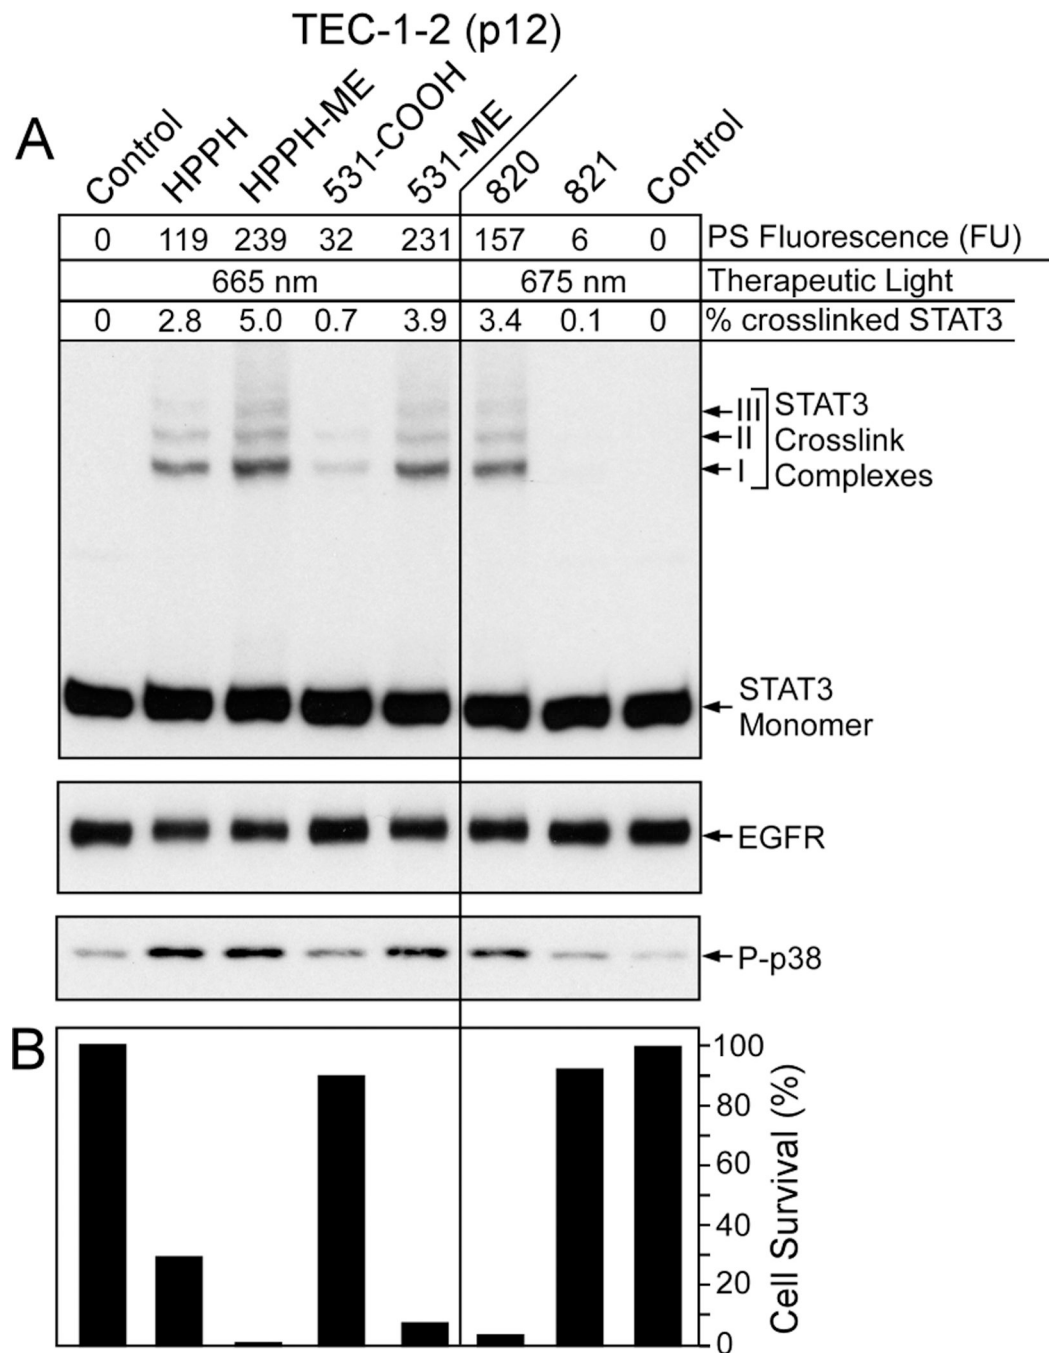 TEC-1-2 (p12)
A
Control HPPH HPPH-ME 531-COOH 531-ME 820 821 Control
0 119 239 32 231 157 6 0 PS Fluorescence (FU)
665 nm 675 nm Therapeutic Light
0 2.8 5.0 0.7 3.9 3.4 0.1 0 % crosslinked STAT3
III STAT3
II Crosslink
I Complexes
STAT3
Monomer
EGFR
P-p38
B
100
80
60
40
20
0
Cell Survival (%)